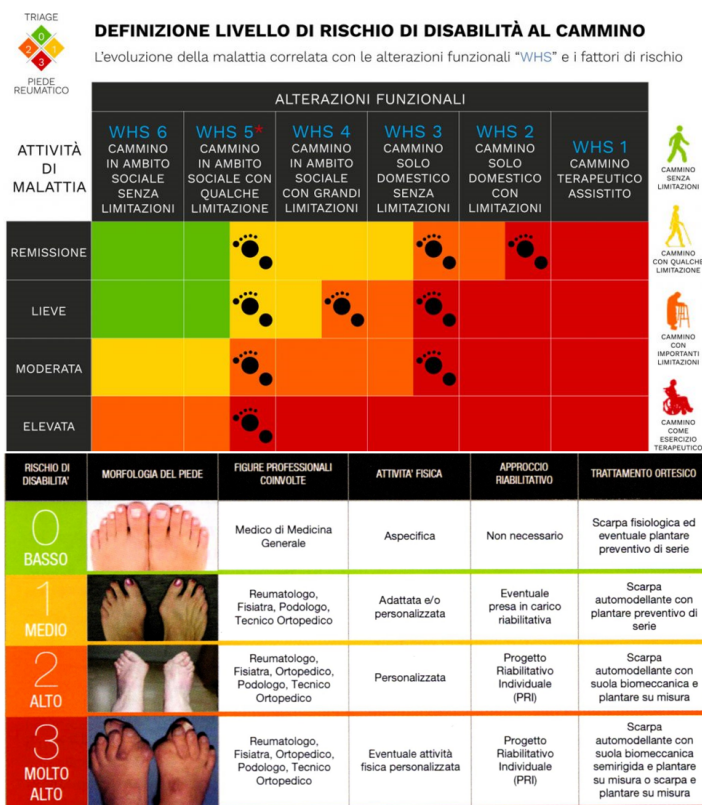 TRIAGE
0
2 1
3
PIEDE
REUMATICO
DEFINIZIONE LIVELLO DI RISCHIO DI DISABILITÀ AL CAMMINO
L'evoluzione della malattia correlata con le alterazioni funzionali "WHS" e i fattori di rischio
ATTIVITÀ
DI
MALATTIA
ALTERAZIONI FUNZIONALI
WHS 6
CAMMINO
IN AMBITO
SOCIALE
SENZA
LIMITAZIONI
WHS 5*
CAMMINO
IN AMBITO
SOCIALE CON
QUALCHE
LIMITAZIONE
WHS 4
CAMMINO
IN AMBITO
SOCIALE
CON GRANDI
LIMITAZIONI
WHS 3
CAMMINO
SOLO
DOMESTICO
SENZA
LIMITAZIONI
WHS 2
CAMMINO
SOLO
DOMESTICO
CON
LIMITAZIONI
WHS 1
CAMMINO
TERAPEUTICO
ASSISTITO
REMISSIONE
LIEVE
MODERATA
ELEVATA
CAMMINO
SENZA
LIMITAZIONI
CAMMINO
CON QUALCHE
LIMITAZIONE
CAMMINO
CON
IMPORTANTI
LIMITAZIONI
CAMMINO
COME
ESERCIZIO
TERAPEUTICO
RISCHIO DI
DISABILITA'
MORFOLOGIA DEL PIEDE
FIGURE PROFESSIONALI
COINVOLTE
ATTIVITA' FISICA
APPROCCIO
RIABILITATIVO
TRATTAMENTO ORTESICO
0
BASSO
Medico di Medicina
Generale
Aspecifica
Non necessario
Scarpa fisiologica ed
eventuale plantare
preventivo di serie
1
MEDIO
Reumatologo,
Fisiatra, Podologo,
Tecnico Ortopedico
Adattata e/o
personalizzata
Eventuale
presa in carico
riabilitativa
Scarpa
automodellante con
plantare preventivo di
serie
2
ALTO
Reumatologo,
Fisiatra, Ortopedico,
Podologo, Tecnico
Ortopedico
Personalizzata
Progetto
Riabilitativo
Individuale
(PRI)
Scarpa
automodellante con
suola biomeccanica e
plantare su misura
3
MOLTO
ALTO
Reumatologo,
Fisiatra, Ortopedico,
Podologo, Tecnico
Ortopedico
Eventuale attività
fisica personalizzata
Progetto
Riabilitativo
Individuale
(PRI)
Scarpa
automodellante con
suola biomeccanica
semirigida e plantare
su misura o scarpa e
plantare su misura